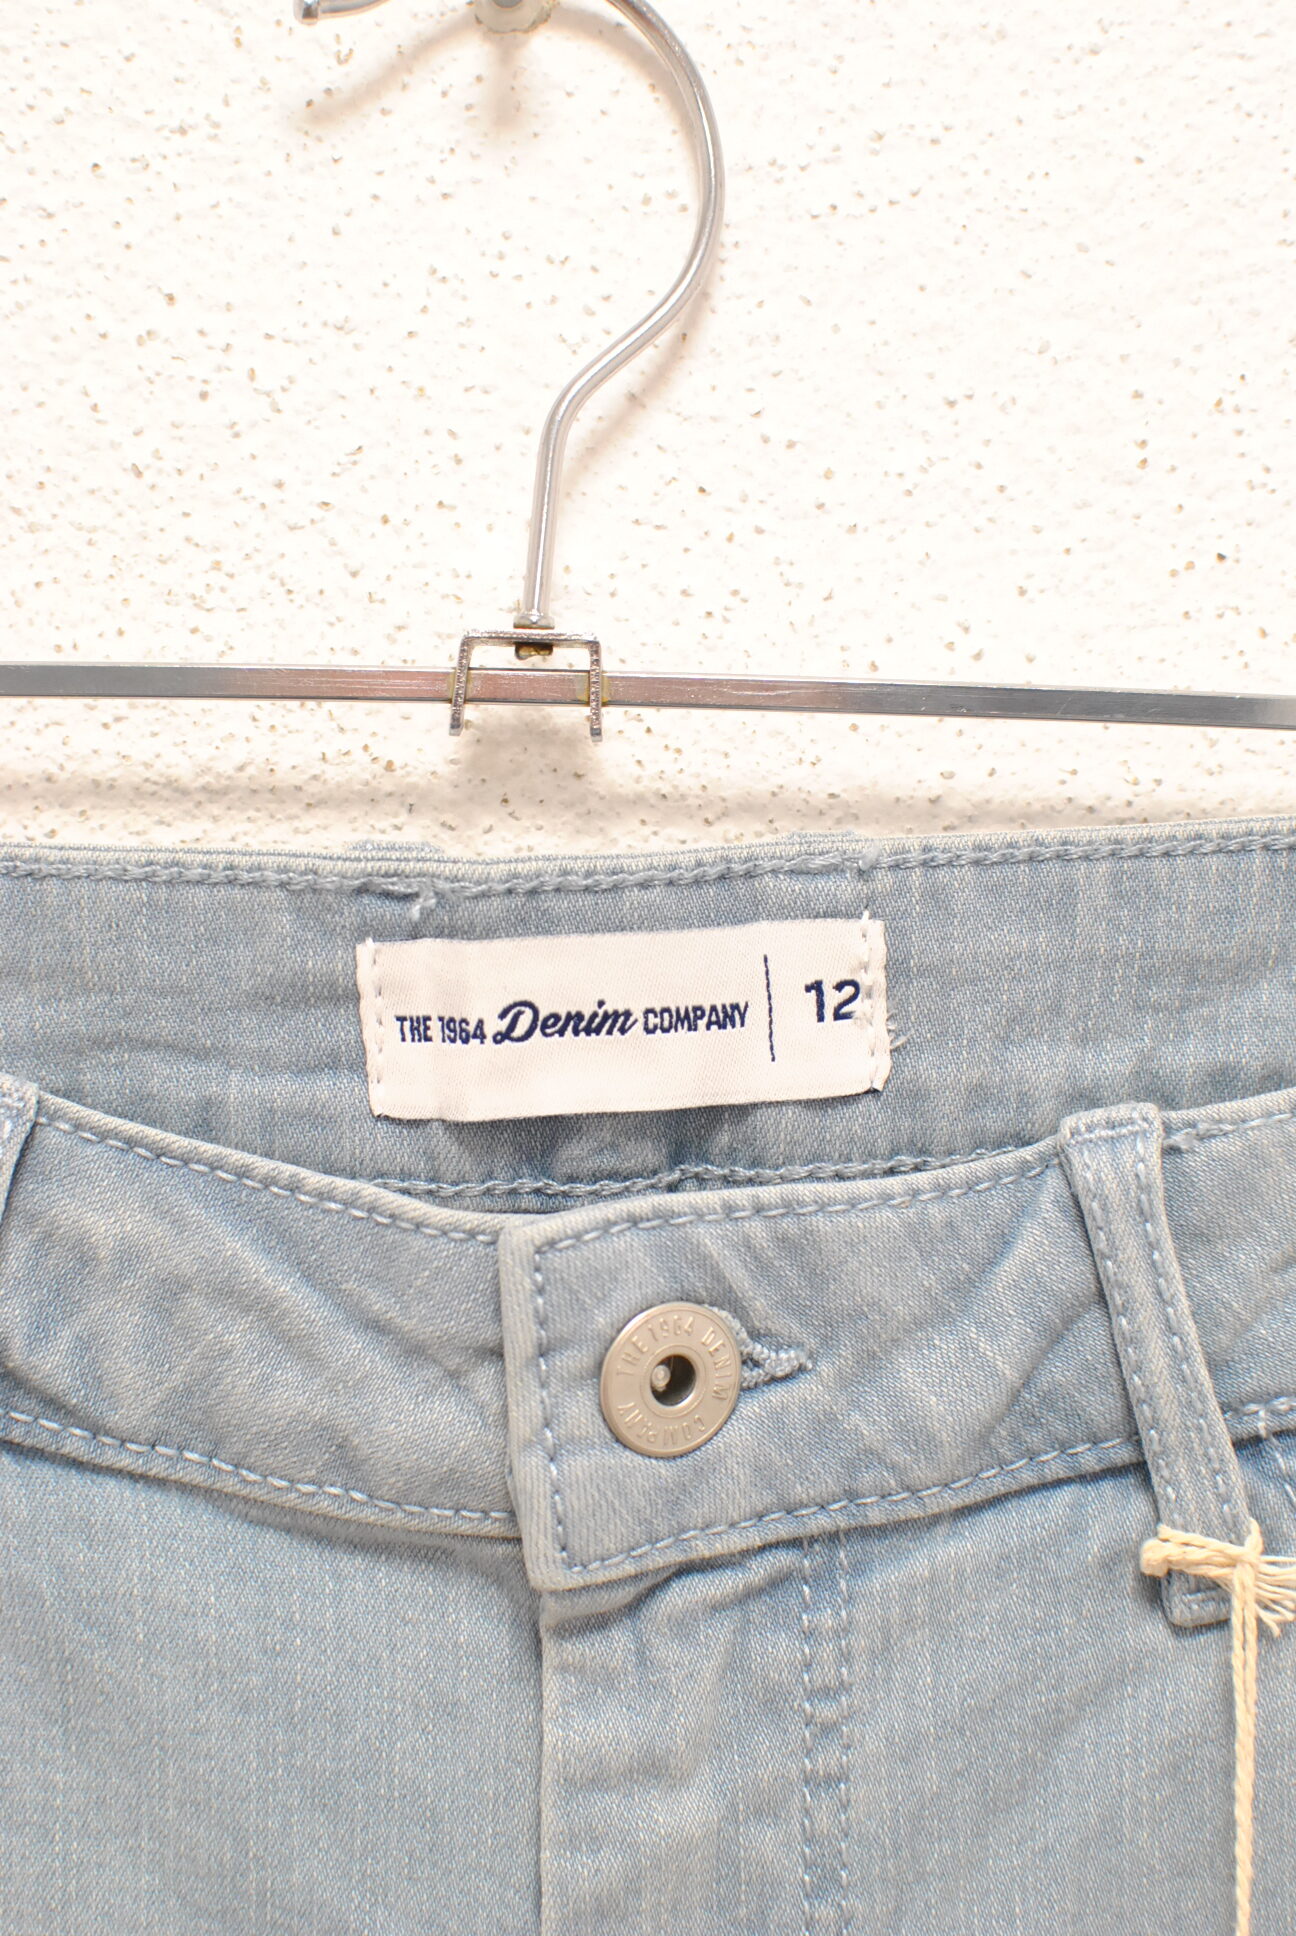 THE 1964 Denim COMPANY | 12
THE 1964 DENIM
COMPANY